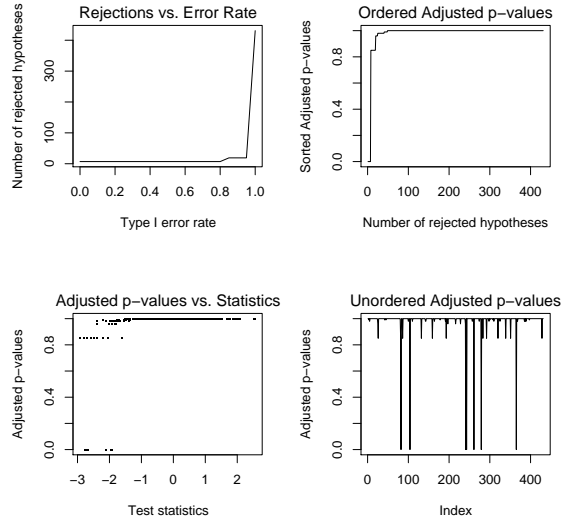 Rejections vs. Error Rate
Number of rejected hypotheses
0 100 300
0.0 0.2 0.4 0.6 0.8 1.0
Type I error rate
Ordered Adjusted p−values
Sorted Adjusted p−values
0.0 0.4 0.8
0 100 200 300 400
Number of rejected hypotheses
Adjusted p−values vs. Statistics
Adjusted p−values
0.0 0.4 0.8
−3 −2 −1 0 1 2
Test statistics
Unordered Adjusted p−values
Adjusted p−values
0.0 0.4 0.8
0 100 200 300 400
Index